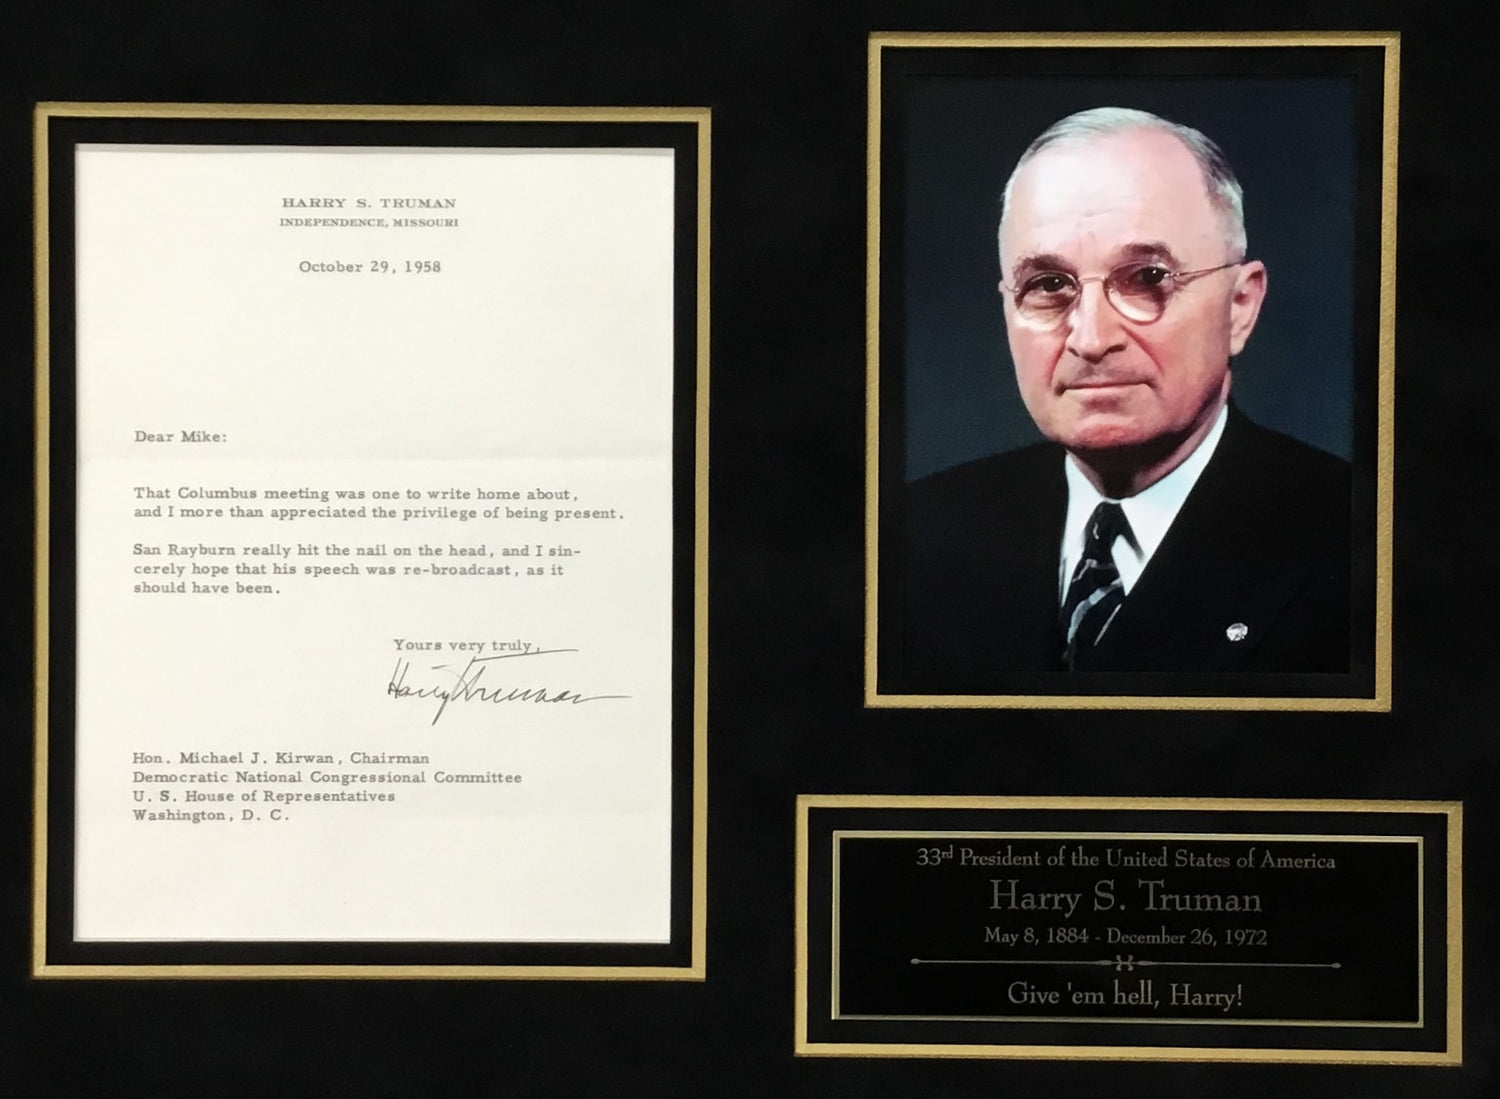 HARRY S. TRUMAN
INDEPENDENCE, MISSOURI
October 29, 1958
Dear Mike:
That Columbus meeting was one to write home about,
and I more than appreciated the privilege of being present.
San Rayburn really hit the nail on the head, and I sin-
cerely hope that his speech was re-broadcast, as it
should have been.
Yours very truly,
Harry S Truman
Hon. Michael J. Kirwan, Chairman
Democratic National Congressional Committee
U. S. House of Representatives
Washington, D. C.
33rd President of the United States of America
Harry S. Truman
May 8, 1884 - December 26, 1972
Give 'em hell, Harry!